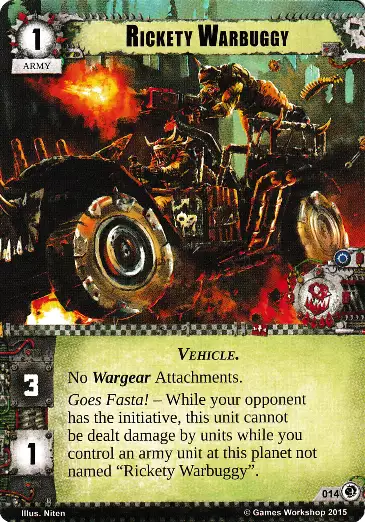 1
RICKETY WARBUGGY
ARMY
VEHICLE.
3
No Wargear Attachments.
Goes Fasta! – While your opponent
has the initiative, this unit cannot
be dealt damage by units while you
1
control an army unit at this planet not
named “Rickety Warbuggy”.
014
Illus. Niten
© Games Workshop 2015